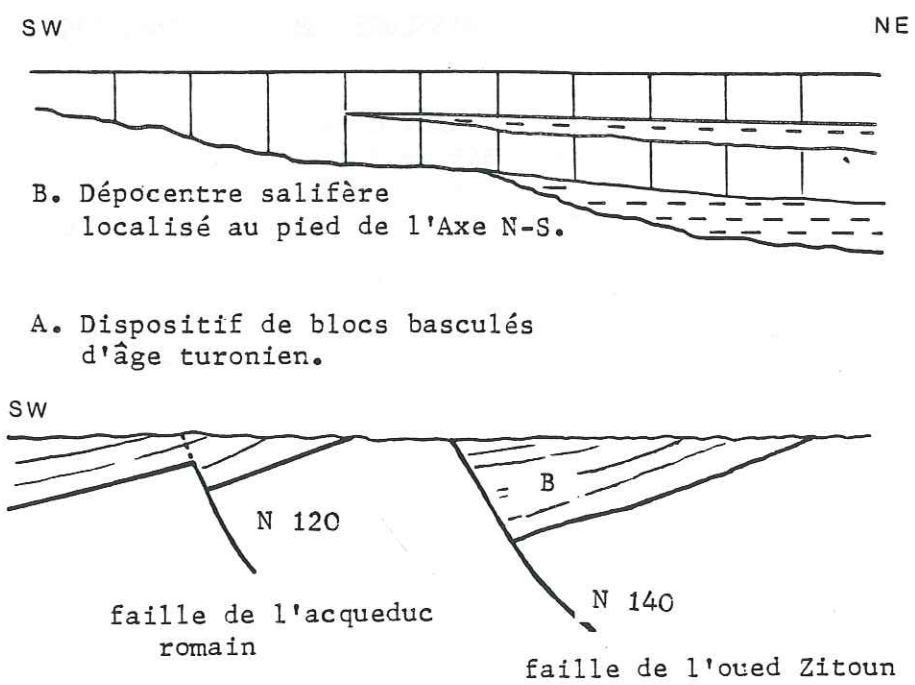 SW
NE
B. Dépocentre salifère
localisé au pied de l'Axe N-S.
A. Dispositif de blocs basculés
d'âge turonien.
SW
B
N 120
N 140
faille de l'acqueduc
romain
faille de l'oued Zitoun